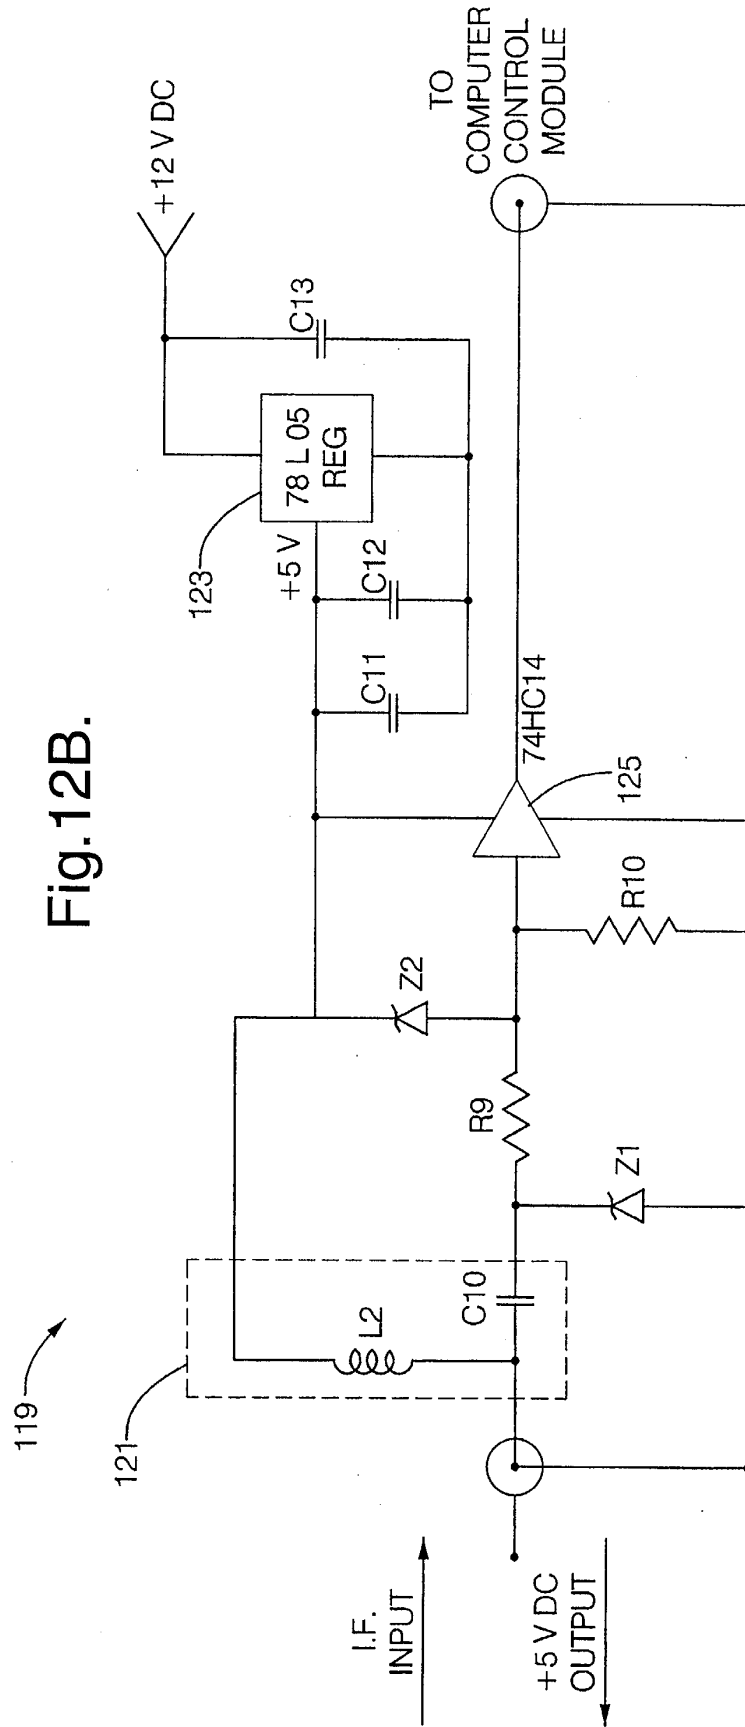 Fig.12B.
119
121
I.F.
INPUT
+5 V DC
OUTPUT
L2
C10
Z1
R9
Z2
R10
125
74HC14
C11
C12
+5 V
123
78 L 05
REG
C13
+12 V DC
TO
COMPUTER
CONTROL
MODULE